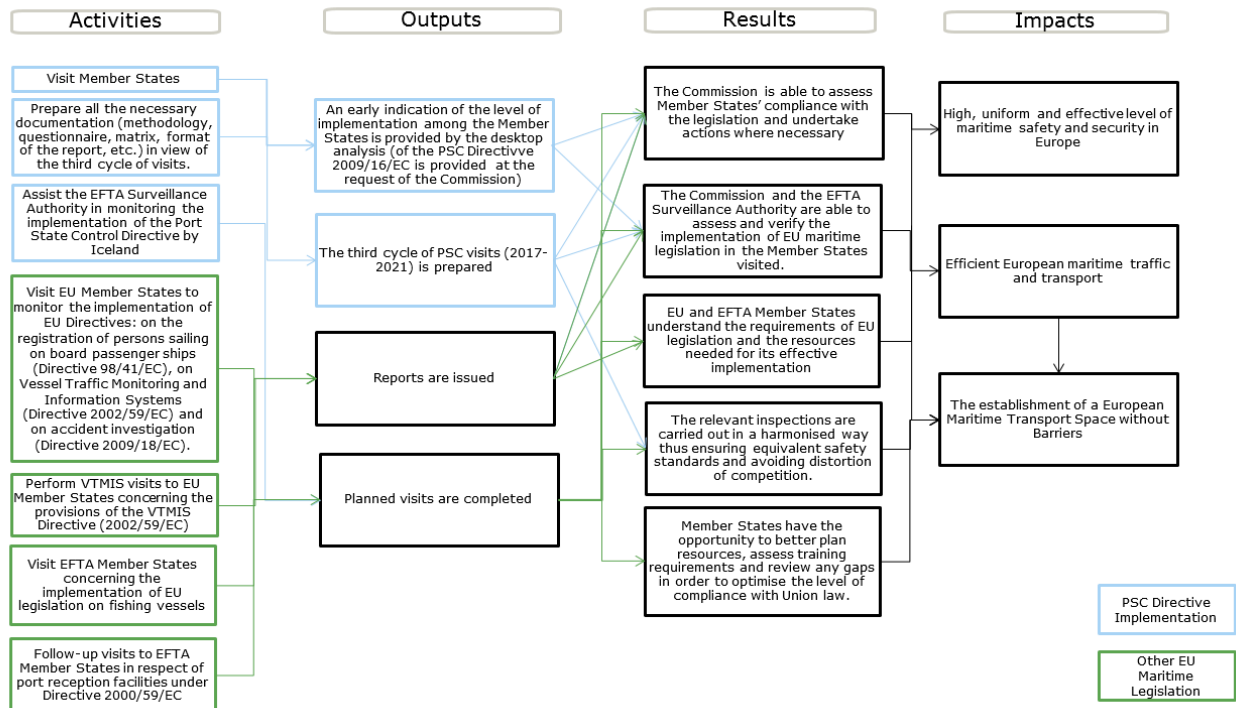 Activities
Outputs
Results
Impacts
Visit Member States
Prepare all the necessary
documentation (methodology,
questionnaire, matrix, format
of the report, etc.) in view of
the third cycle of visits.
Assist the EFTA Surveillance
Authority in monitoring the
implementation of the Port
State Control Directive by
Iceland
Visit EU Member States to
monitor the implementation of
EU Directives: on the
registration of persons sailing
on board passenger ships
(Directive 98/41/EC), on
Vessel Traffic Monitoring and
Information Systems
(Directive 2002/59/EC) and
on accident investigation
(Directive 2009/18/EC).
Perform VTMIS visits to EU
Member States concerning the
provisions of the VTMIS
Directive (2002/59/EC)
Visit EFTA Member States
concerning the
implementation of EU
legislation on fishing vessels
Follow-up visits to EFTA
Member States in respect of
port reception facilities under
Directive 2000/59/EC
An early indication of the level of
implementation among the Member
States is provided by the desktop
analysis (of the PSC Directivve
2009/16/EC is provided at the
request of the Commission)
The third cycle of PSC visits (2017-
2021) is prepared
Reports are issued
Planned visits are completed
The Commission is able to assess
Member States' compliance with
the legislation and undertake
actions where necessary
The Commission and the EFTA
Surveillance Authority are able to
assess and verify the
implementation of EU maritime
legislation in the Member States
visited.
EU and EFTA Member States
understand the requirements of EU
legislation and the resources
needed for its effective
implementation
The relevant inspections are
carried out in a harmonised way
thus ensuring equivalent safety
standards and avoiding distortion
of competition.
Member States have the
opportunity to better plan
resources, assess training
requirements and review any gaps
in order to optimise the level of
compliance with Union law.
High, uniform and effective level of
maritime safety and security in
Europe
Efficient European maritime traffic
and transport
The establishment of a European
Maritime Transport Space without
Barriers
PSC Directive
Implementation
Other EU
Maritime
Legislation